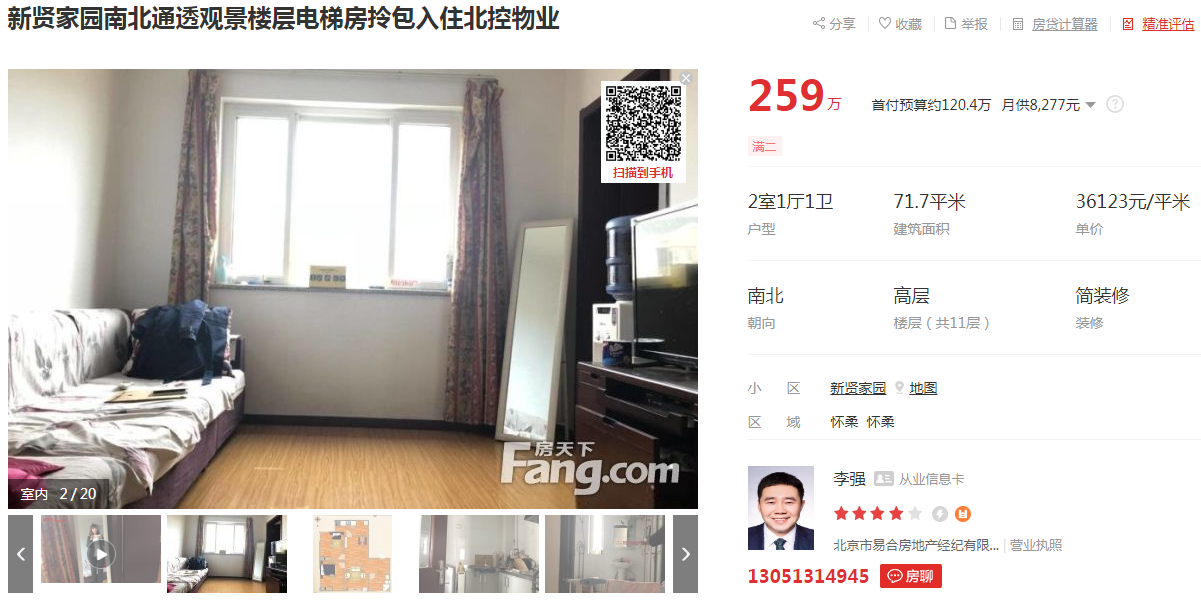 新贤家园南北通透观景楼层电梯房拎包入住北控物业
分享 收藏 举报 房贷计算器 精准评估
扫描到手机
房天下
Fang.com
室内 2 / 20
259万 首付预算约120.4万 月供8,277元
满二
2室1厅1卫 71.7平米 36123元/平米
户型 建筑面积 单价
南北 高层 简装修
朝向 楼层（共11层） 装修
小 区 新贤家园 地图
区 域 怀柔 怀柔
李强 从业信息卡
北京市易合房地产经纪有限... 营业执照
13051314945 房聊